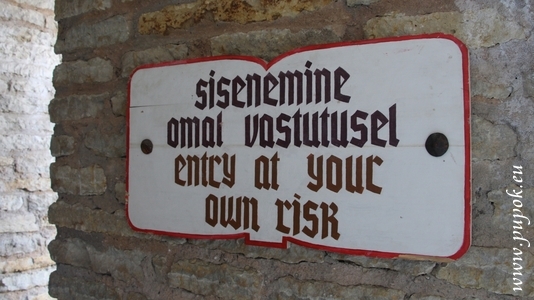 sisenemine
omal vastutusel
entry at your
own risk
www.pupok.eu